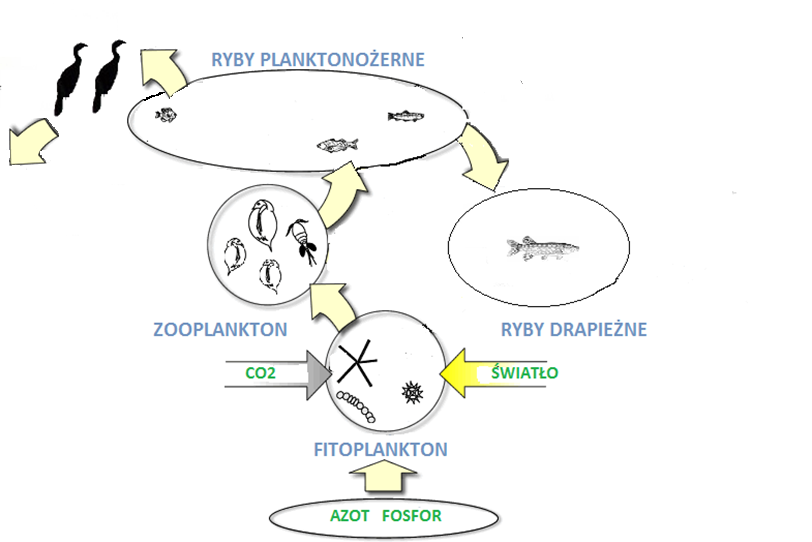 RYBY PLANKTONOŻERNE
ZOOPLANKTON
RYBY DRAPIEŻNE
CO2
ŚWIATŁO
FITOPLANKTON
AZOT FOSFOR